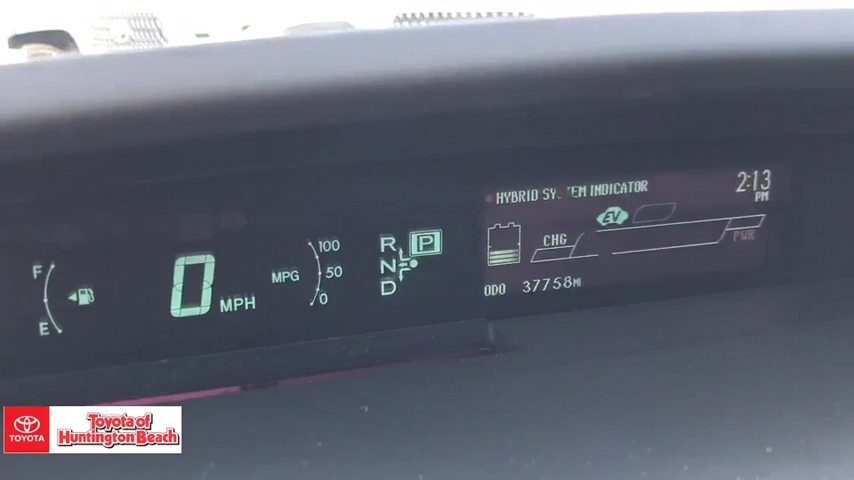 HYBRID SYSTEM INDICATOR
2:13
PM
EV
CHG
PWR
ODO 37758MI
F
E
0 MPH
MPG
100
50
0
R
N
D
P
TOYOTA
Toyota of
Huntington Beach